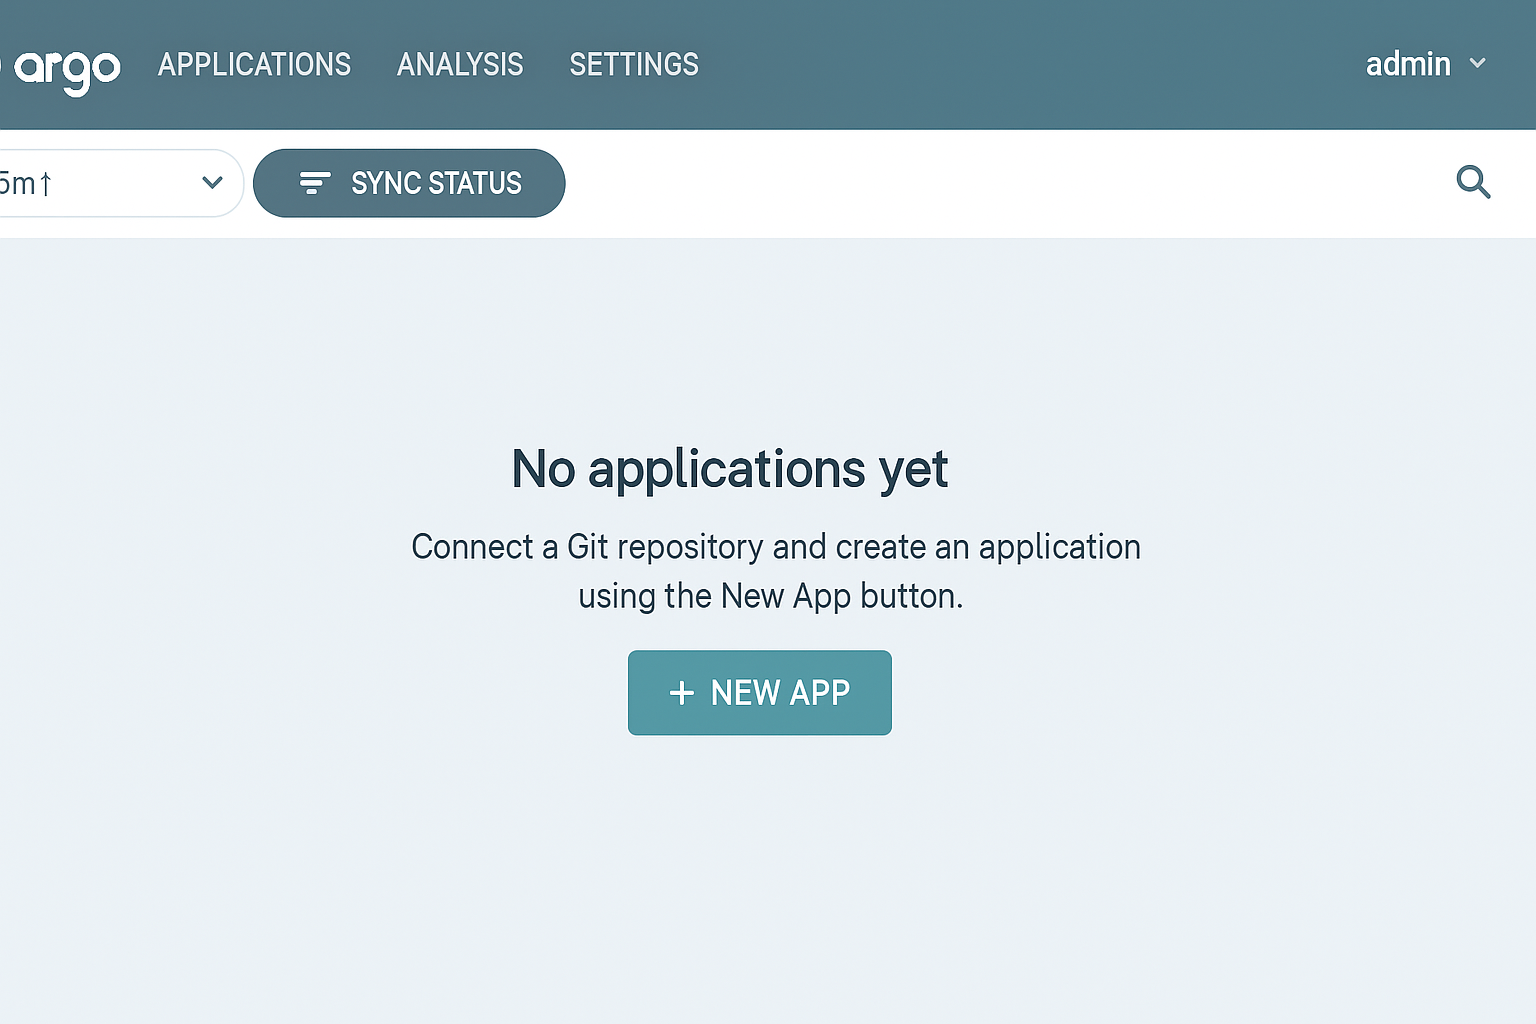 argo APPLICATIONS ANALYSIS SETTINGS admin
5m↑ SYNC STATUS
No applications yet
Connect a Git repository and create an application
using the New App button.
+ NEW APP